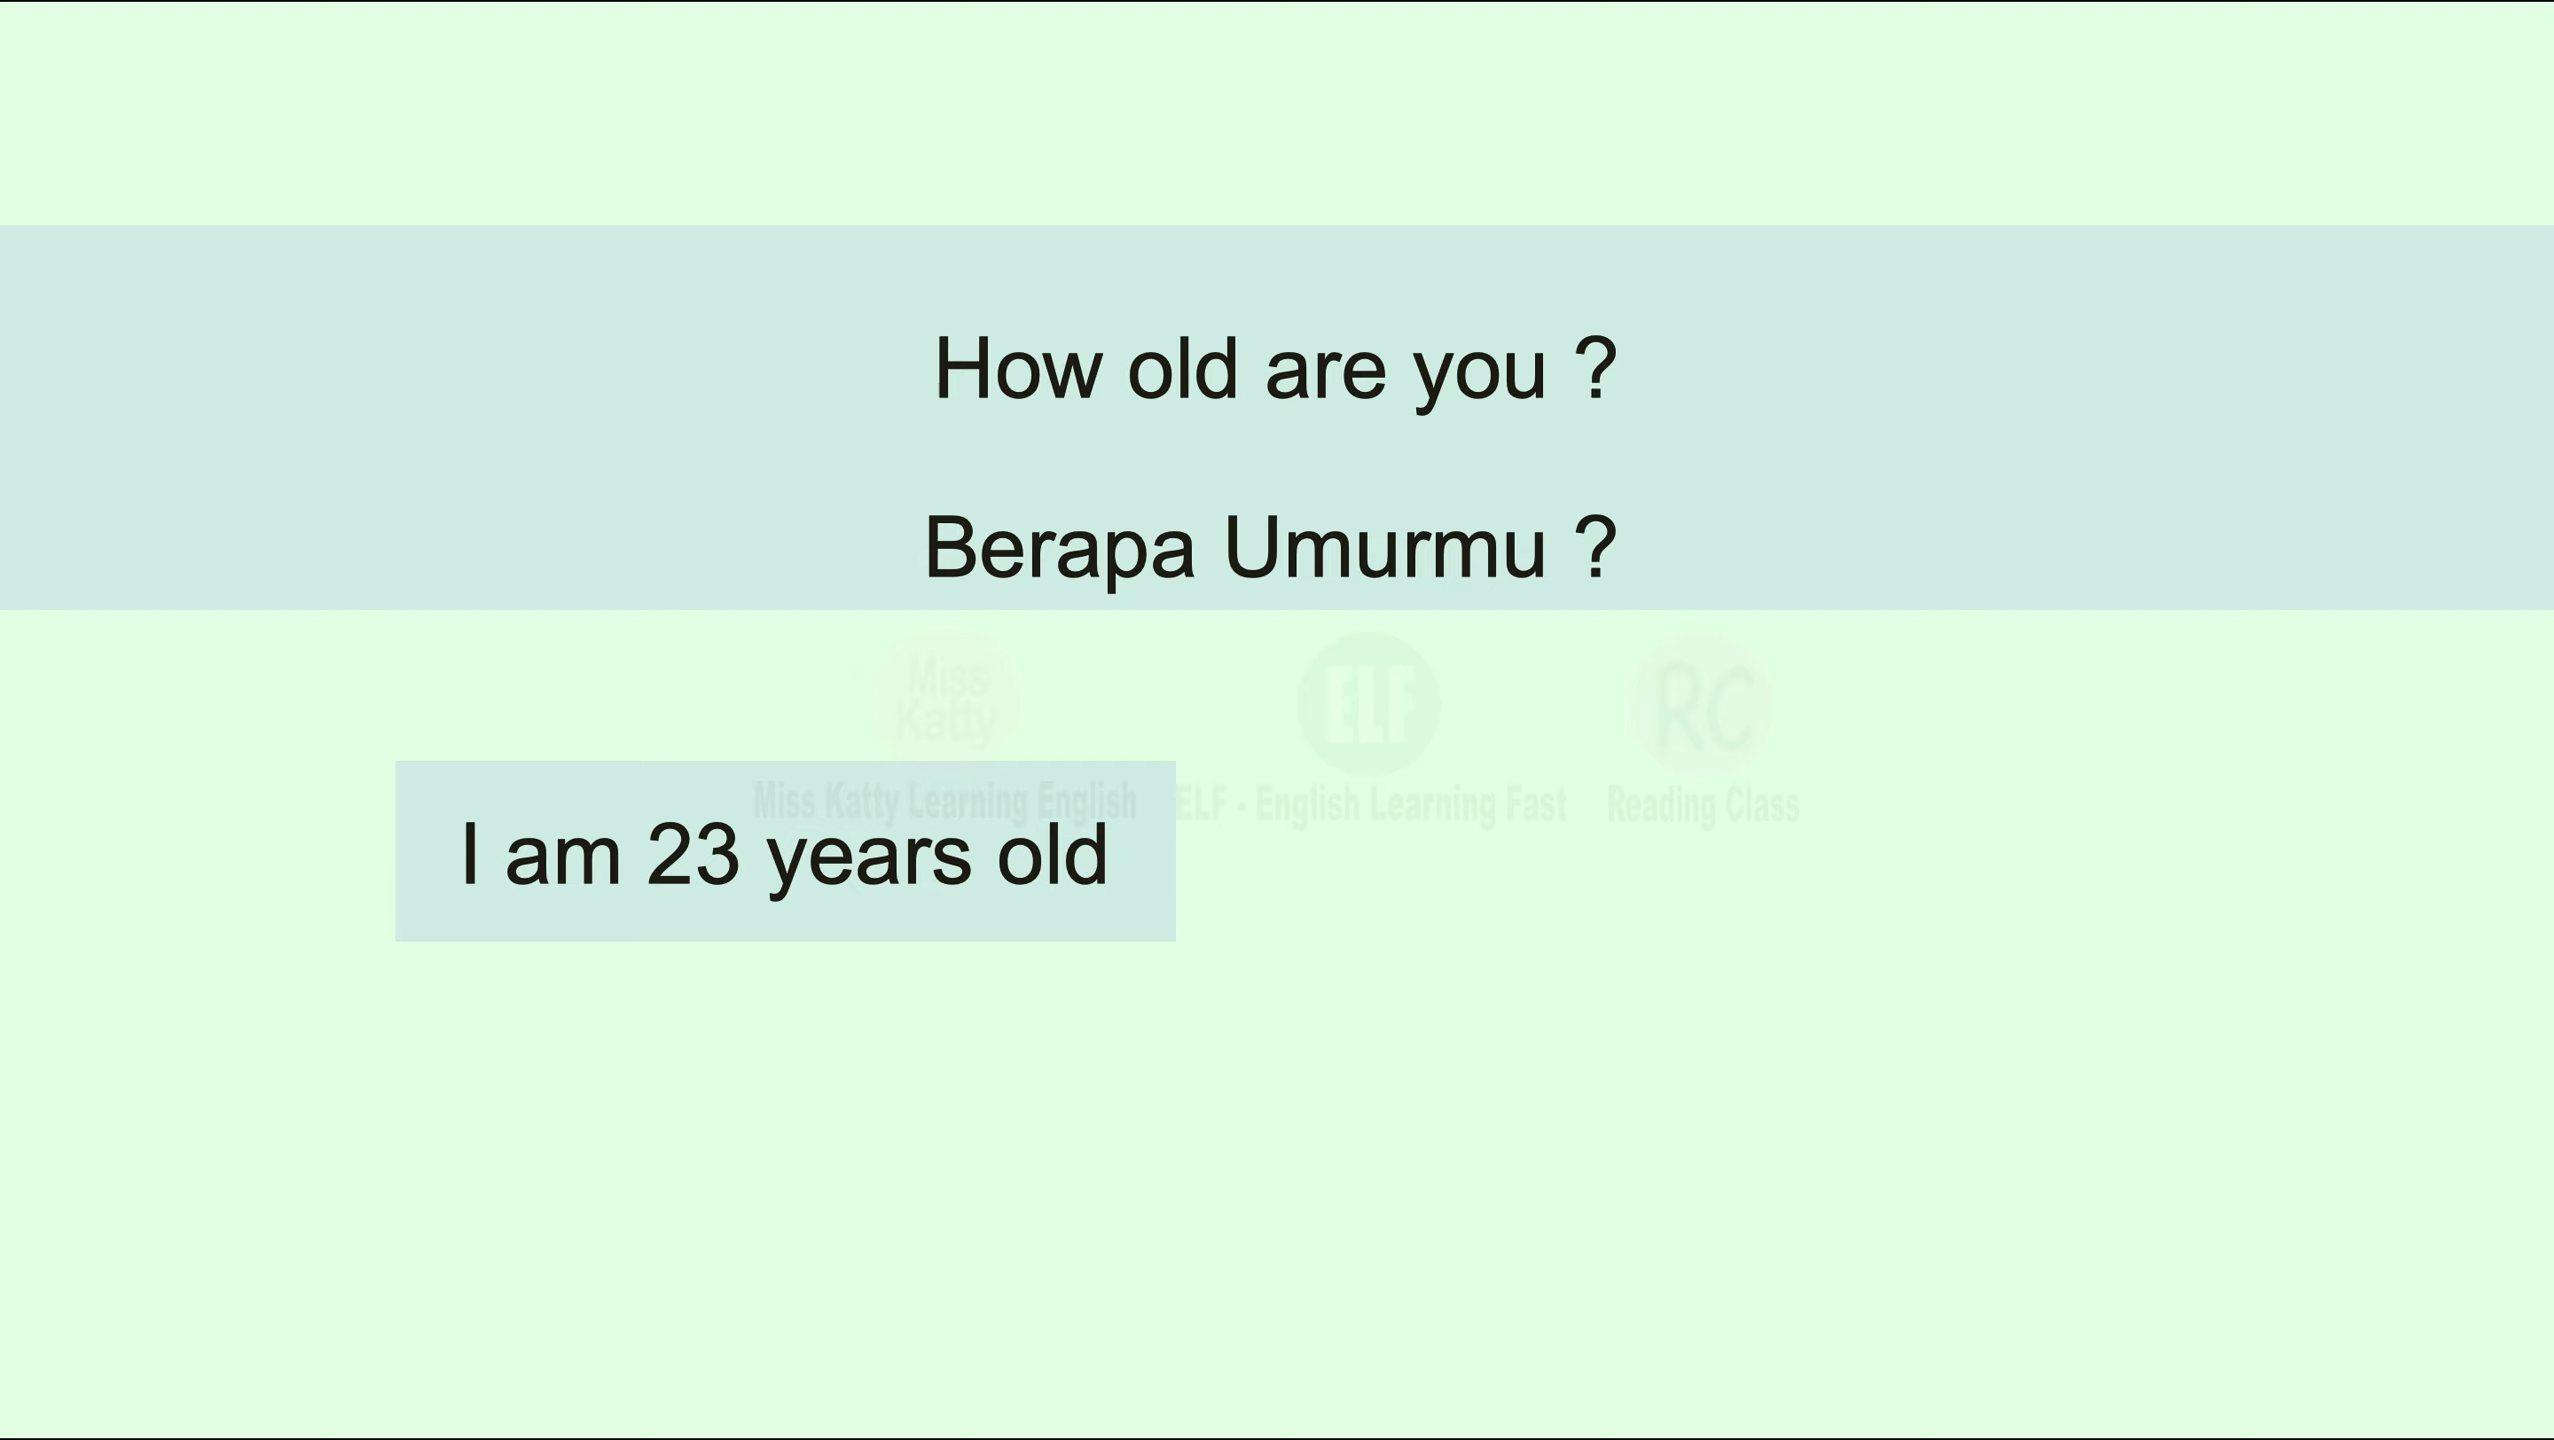 How old are you ?
Berapa Umurmu ?
Miss
Katty
ELF
RC
Miss Katty Learning English
ELF - English Learning Fast
Reading Class
I am 23 years old